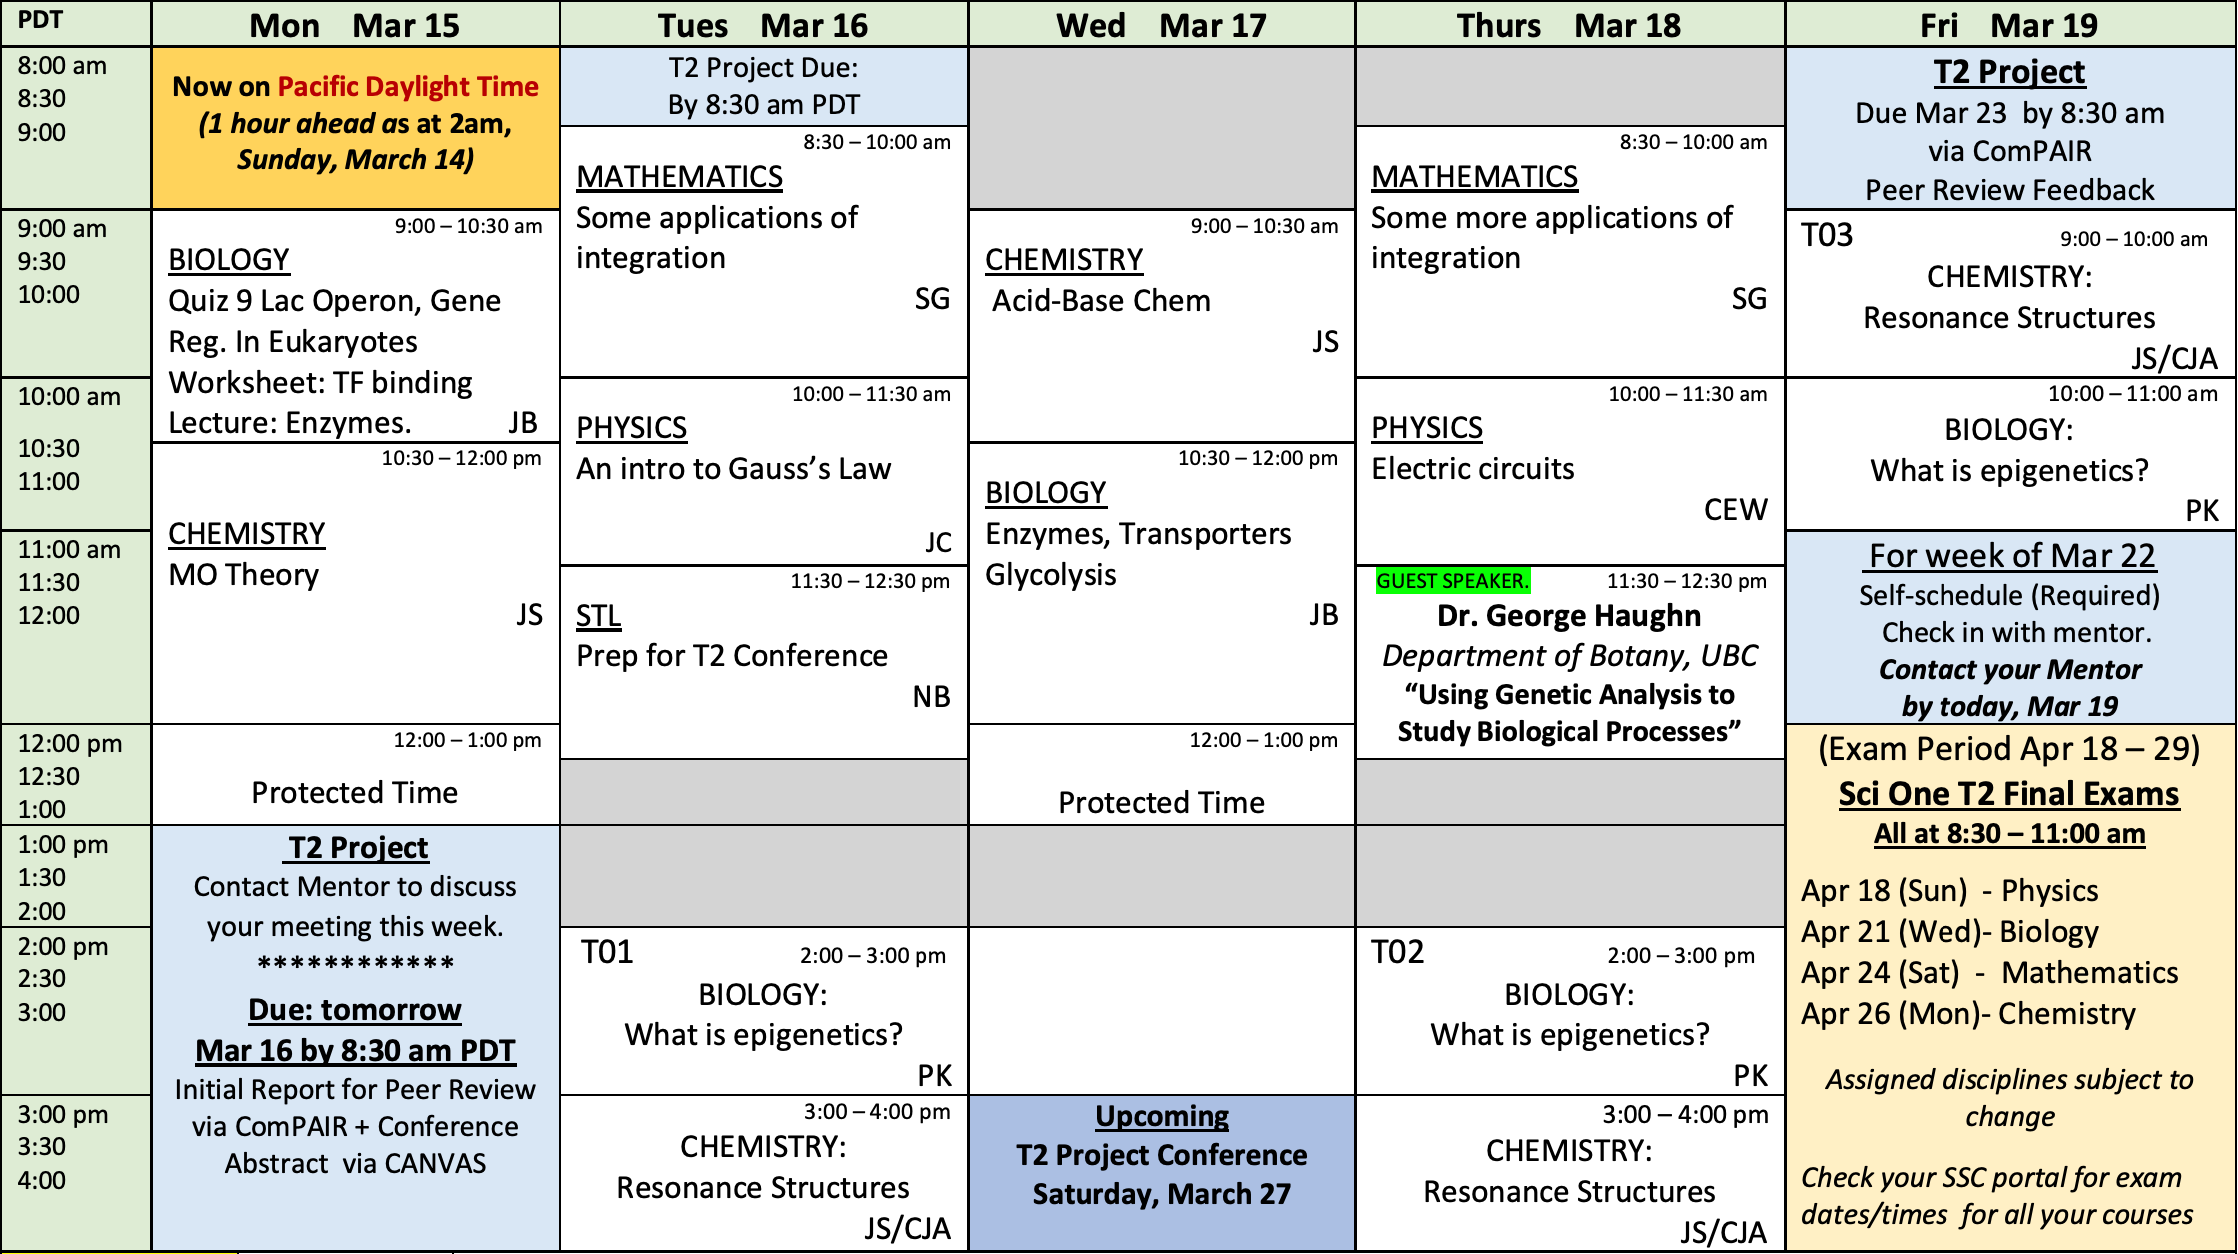 PDT
Mon Mar 15
Tues Mar 16
Wed Mar 17
Thurs Mar 18
Fri Mar 19
8:00 am
8:30
9:00
9:00 am
9:30
10:00
10:00 am
10:30
11:00
11:00 am
11:30
12:00
12:00 pm
12:30
1:00
1:00 pm
1:30
2:00
2:00 pm
2:30
3:00
3:00 pm
3:30
4:00
Now on Pacific Daylight Time
(1 hour ahead as at 2am,
Sunday, March 14)
9:00 – 10:30 am
BIOLOGY
Quiz 9 Lac Operon, Gene
Reg. In Eukaryotes
Worksheet: TF binding
Lecture: Enzymes. JB
10:30 – 12:00 pm
CHEMISTRY
MO Theory
JS
12:00 – 1:00 pm
Protected Time
T2 Project
Contact Mentor to discuss
your meeting this week.
************
Due: tomorrow
Mar 16 by 8:30 am PDT
Initial Report for Peer Review
via ComPAIR + Conference
Abstract via CANVAS
T2 Project Due:
By 8:30 am PDT
8:30 – 10:00 am
MATHEMATICS
Some applications of
integration
SG
10:00 – 11:30 am
PHYSICS
An intro to Gauss’s Law
JC
11:30 – 12:30 pm
STL
Prep for T2 Conference
NB
T01 2:00 – 3:00 pm
BIOLOGY:
What is epigenetics?
PK
3:00 – 4:00 pm
CHEMISTRY:
Resonance Structures
JS/CJA
9:00 – 10:30 am
CHEMISTRY
Acid-Base Chem
JS
10:30 – 12:00 pm
BIOLOGY
Enzymes, Transporters
Glycolysis
JB
12:00 – 1:00 pm
Protected Time
Upcoming
T2 Project Conference
Saturday, March 27
8:30 – 10:00 am
MATHEMATICS
Some more applications of
integration
SG
10:00 – 11:30 am
PHYSICS
Electric circuits
CEW
GUEST SPEAKER. 11:30 – 12:30 pm
Dr. George Haughn
Department of Botany, UBC
“Using Genetic Analysis to
Study Biological Processes”
T02 2:00 – 3:00 pm
BIOLOGY:
What is epigenetics?
PK
3:00 – 4:00 pm
CHEMISTRY:
Resonance Structures
JS/CJA
T2 Project
Due Mar 23 by 8:30 am
via ComPAIR
Peer Review Feedback
T03 9:00 – 10:00 am
CHEMISTRY:
Resonance Structures
JS/CJA
10:00 – 11:00 am
BIOLOGY:
What is epigenetics?
PK
For week of Mar 22
Self-schedule (Required)
Check in with mentor.
Contact your Mentor
by today, Mar 19
(Exam Period Apr 18 – 29)
Sci One T2 Final Exams
All at 8:30 – 11:00 am
Apr 18 (Sun) - Physics
Apr 21 (Wed)- Biology
Apr 24 (Sat) - Mathematics
Apr 26 (Mon)- Chemistry
Assigned disciplines subject to
change
Check your SSC portal for exam
dates/times for all your courses